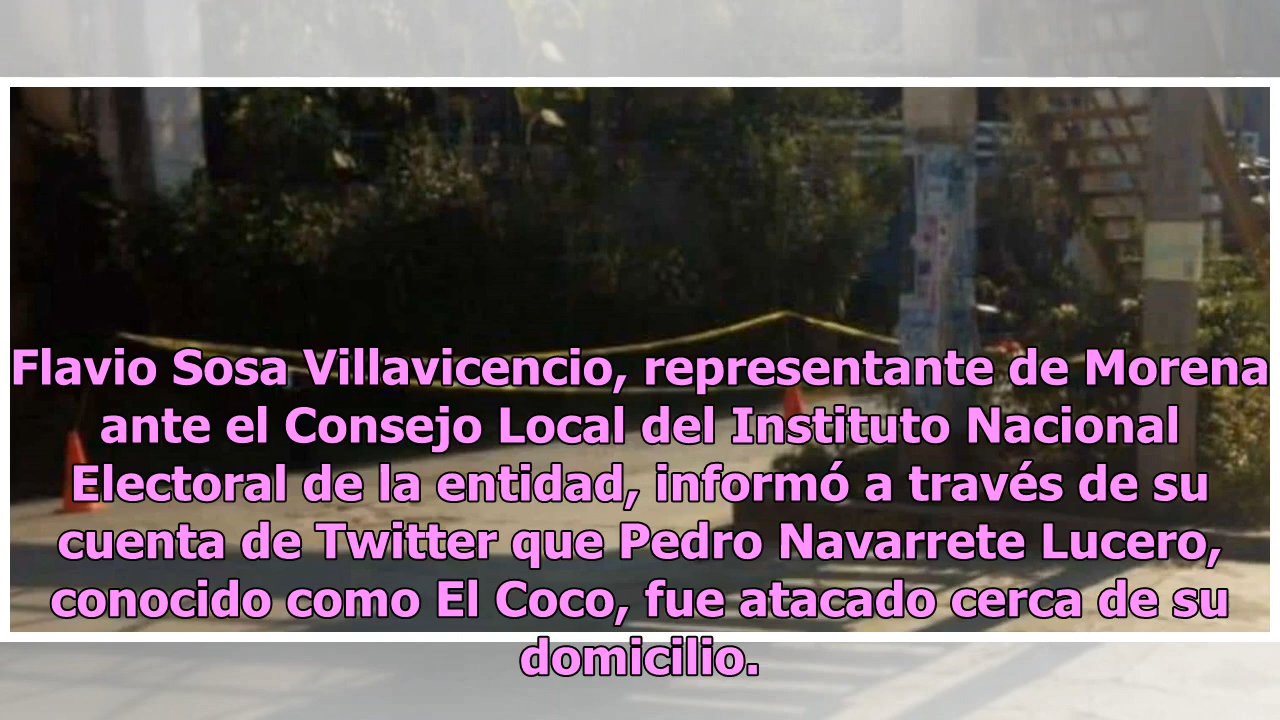 Flavio Sosa Villavicencio, representante de Morena
ante el Consejo Local del Instituto Nacional
Electoral de la entidad, informó a través de su
cuenta de Twitter que Pedro Navarrete Lucero,
conocido como El Coco, fue atacado cerca de su
domicilio.